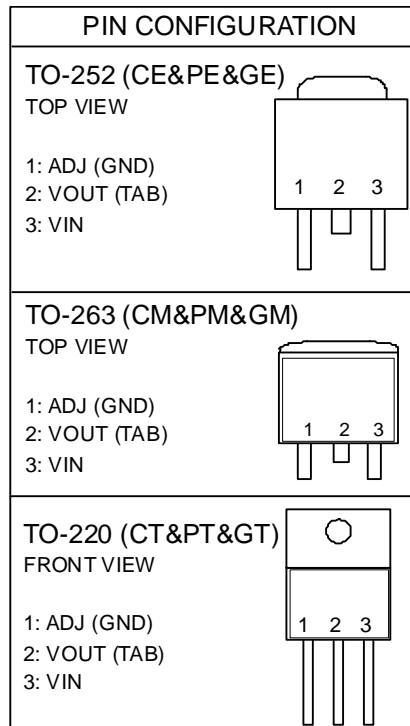 PIN CONFIGURATION
TO-252 (CE&PE&GE)
TOP VIEW
1: ADJ (GND)
2: VOUT (TAB)
3: VIN
1 2 3
TO-263 (CM&PM&GM)
TOP VIEW
1: ADJ (GND)
2: VOUT (TAB)
3: VIN
1 2 3
TO-220 (CT&PT&GT)
FRONT VIEW
1: ADJ (GND)
2: VOUT (TAB)
3: VIN
1 2 3